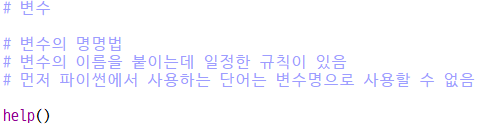 # 변수
# 변수의 명명법
# 변수의 이름을 붙이는데 일정한 규칙이 있음
# 먼저 파이썬에서 사용하는 단어는 변수명으로 사용할 수 없음
help()